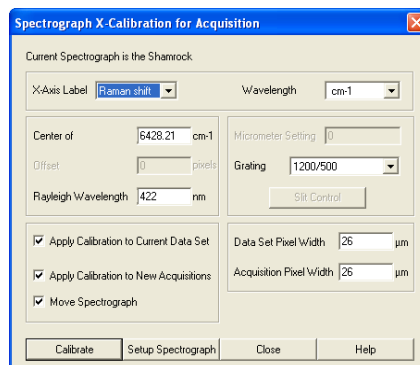 Spectrograph X-Calibration for Acquisition
Current Spectrograph is the Shamrock
X-Axis Label Raman shift Wavelength cm-1
Center of 6428.21 cm-1 Micrometer Setting 0
Offset 0 pixels Grating 1200/500
Rayleigh Wavelength 422 nm Slit Control
Apply Calibration to Current Data Set Data Set Pixel Width 26 µm
Apply Calibration to New Acquisitions Acquisition Pixel Width 26 µm
Move Spectrograph
Calibrate Setup Spectrograph Close Help